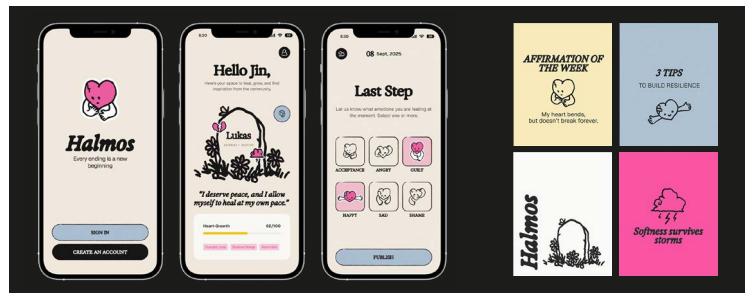 Halmos
Every ending is a new
beginning
SIGN IN
CREATE AN ACCOUNT
Hello Jin,
Here's your space to heal, grow, and find
inspiration from the community.
Lukas
"I deserve peace, and I allow
myself to heal at my own pace."
Heart Growth
62/100
08 Sept, 2025
Last Step
Let us know what emotions you are feeling at
the moment. Select one or more.
ACCEPTANCE
ANGRY
GUILT
HAPPY
SAD
SHAME
PUBLISH
AFFIRMATION OF
THE WEEK
My heart bends,
but doesn't break forever.
3 TIPS
TO BUILD RESILIENCE
Halmos
Softness survives
storms